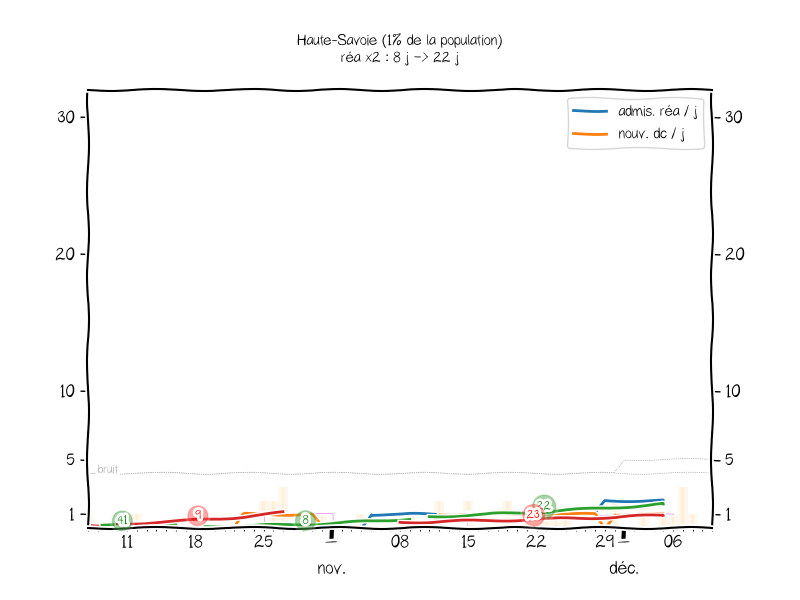 Haute-Savoie (1% de la population)
réa x2 : 8 j -> 22 j
admis. réa / j
nouv. dc / j
30 30
20 20
10 10
5 5
bruit
1 1
41 9 8 23 22
11 18 25 1 08 15 22 29 1 06
nov. déc.